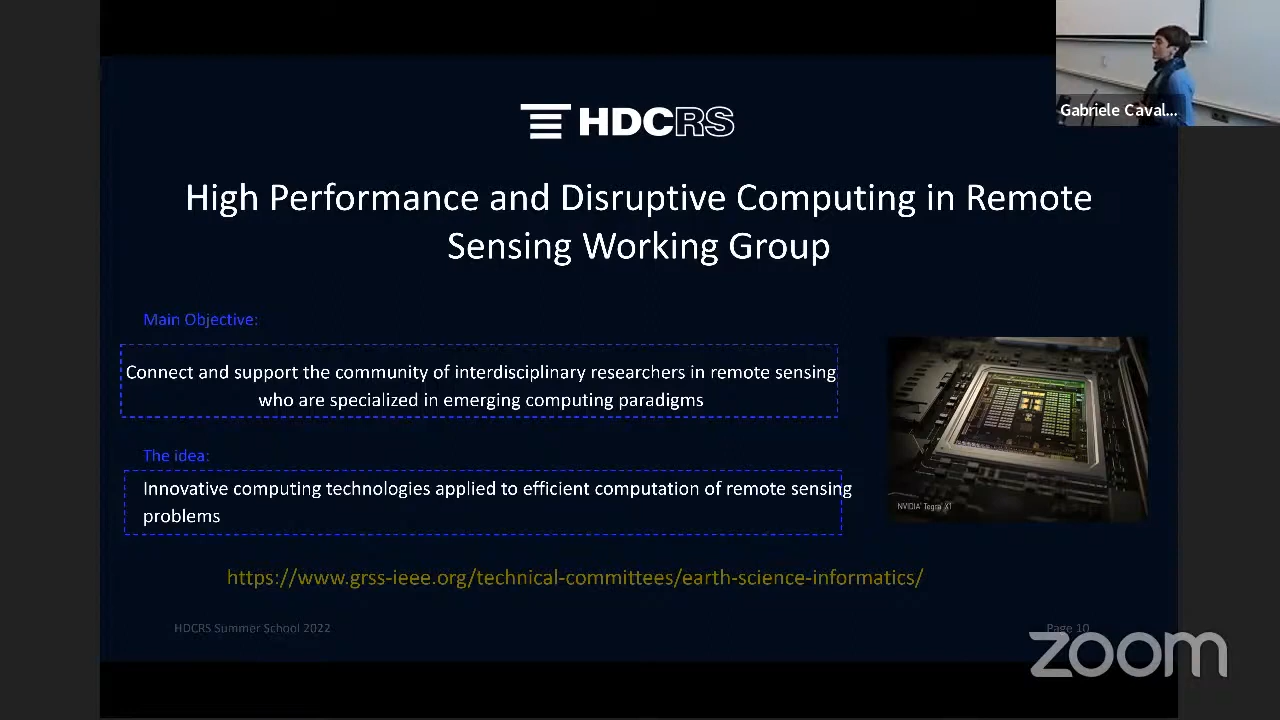 HDCRS
Gabriele Caval...
High Performance and Disruptive Computing in Remote
Sensing Working Group
Main Objective:
Connect and support the community of interdisciplinary researchers in remote sensing
who are specialized in emerging computing paradigms
The idea:
Innovative computing technologies applied to efficient computation of remote sensing
problems
NVIDIA Tegra X1
https://www.grss-ieee.org/technical-committees/earth-science-informatics/
HDCRS Summer School 2022
Page 10
zoom